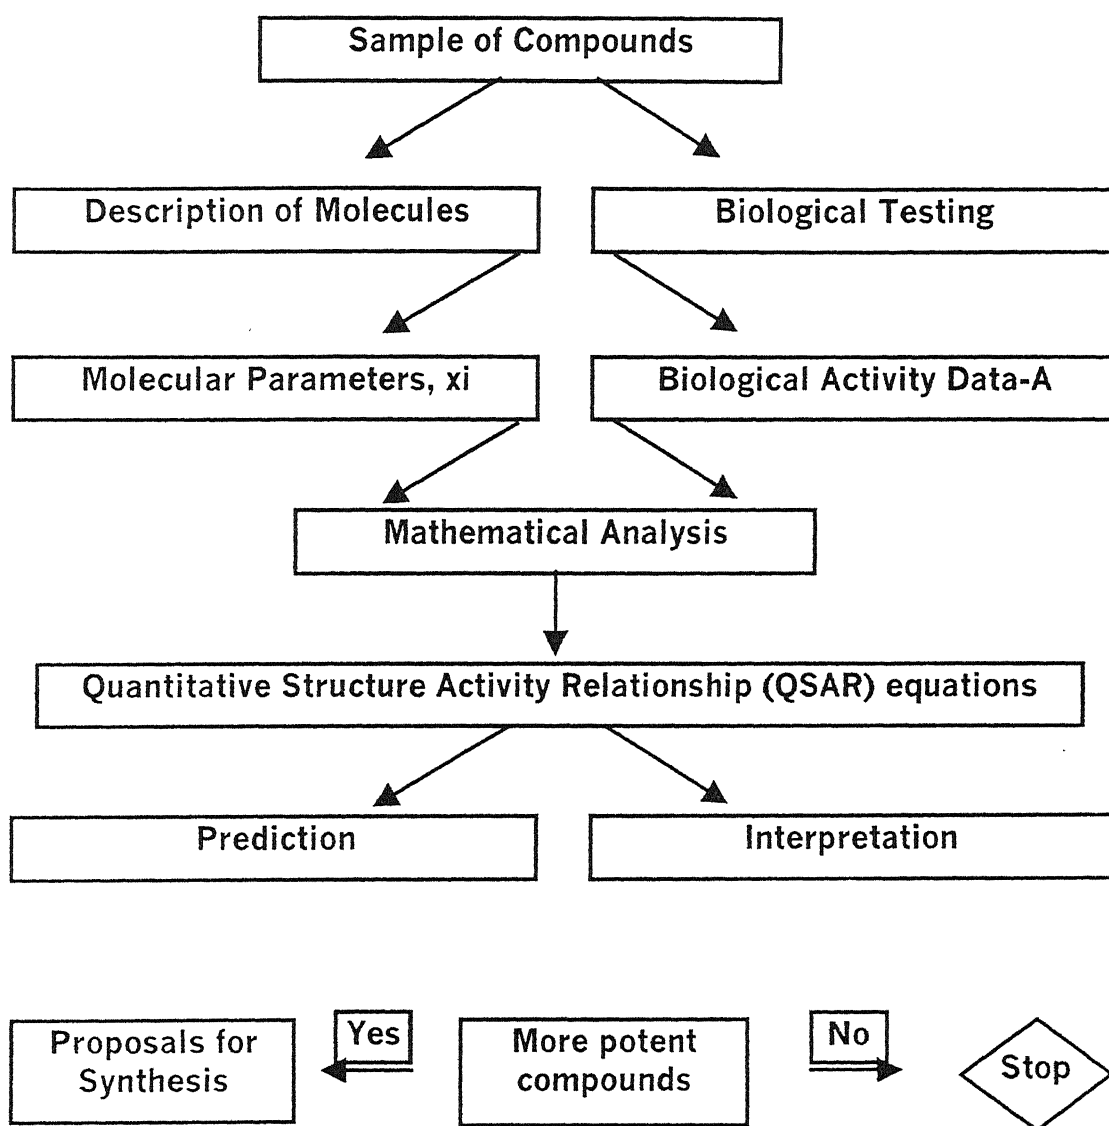 Sample of Compounds
Description of Molecules
Biological Testing
Molecular Parameters, xi
Biological Activity Data-A
Mathematical Analysis
Quantitative Structure Activity Relationship (QSAR) equations
Prediction
Interpretation
Proposals for
Synthesis
Yes
More potent
compounds
No
Stop